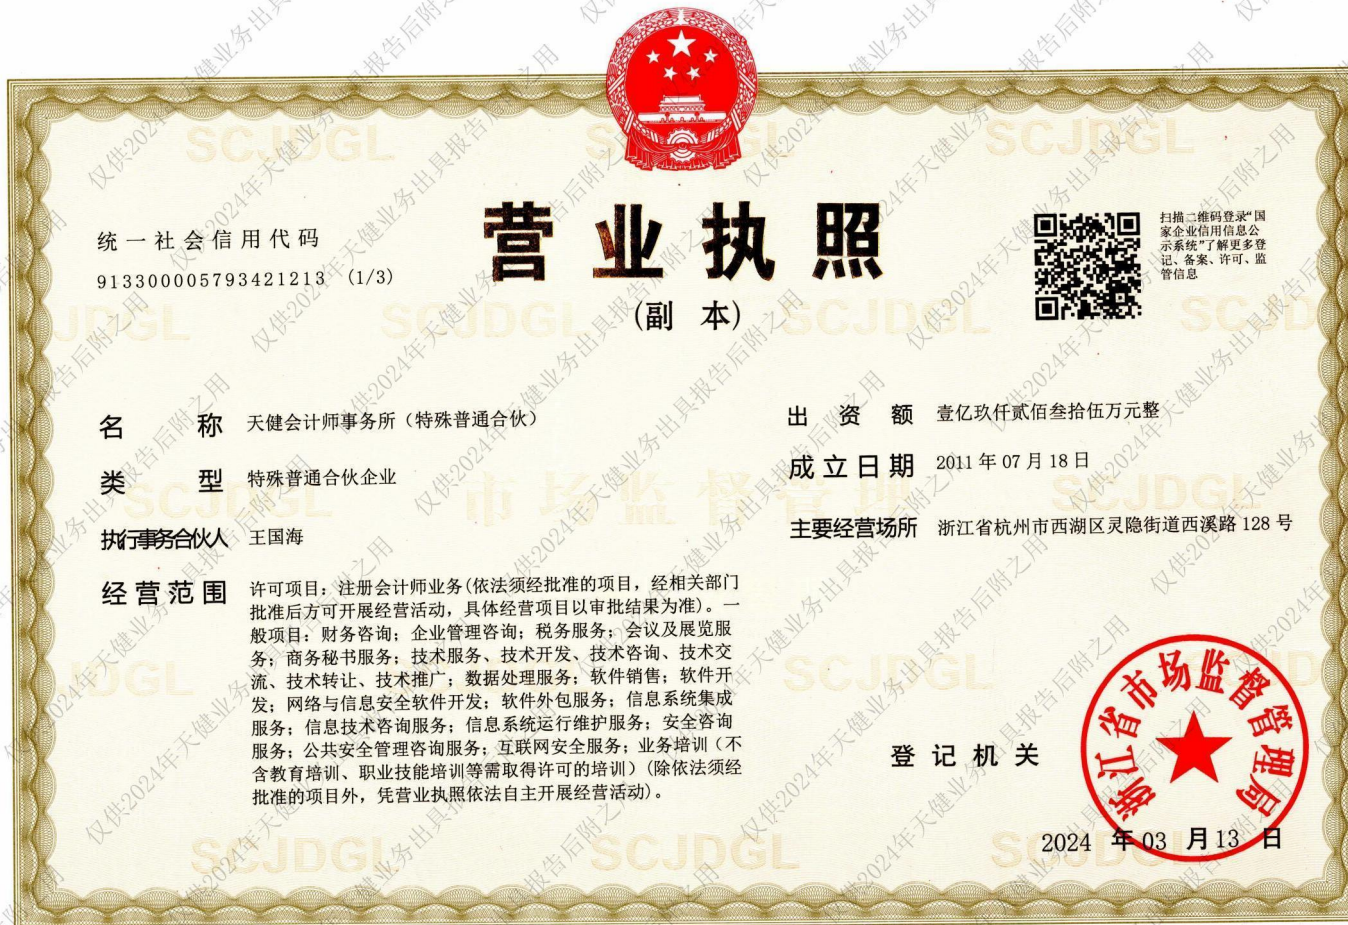 营业执照
(副 本)
统一社会信用代码
913300005793421213 (1/3)
扫描二维码登录“国
家企业信用信息公
示系统”了解更多登
记、备案、许可、监
管信息
名 称 天健会计师事务所（特殊普通合伙）
类 型 特殊普通合伙企业
执行事务合伙人 王国海
经营范围 许可项目：注册会计师业务(依法须经批准的项目，经相关部门
批准后方可开展经营活动，具体经营项目以审批结果为准)。一
般项目：财务咨询；企业管理咨询；税务服务；会议及展览服
务；商务秘书服务；技术服务、技术开发、技术咨询、技术交
流、技术转让、技术推广；数据处理服务；软件销售；软件开
发；网络与信息安全软件开发；软件外包服务；信息系统集成
服务；信息技术咨询服务；信息系统运行维护服务；安全咨询
服务；公共安全管理咨询服务；互联网安全服务；业务培训（不
含教育培训、职业技能培训等需取得许可的培训）(除依法须经
批准的项目外，凭营业执照依法自主开展经营活动)。
出 资 额 壹亿玖仟贰佰叁拾伍万元整
成立日期 2011 年 07 月 18 日
主要经营场所 浙江省杭州市西湖区灵隐街道西溪路 128 号
登记机关
浙江省市场监督管理局
2024 年 03 月 13 日
仅供2024年天健业务出具报告后附之用
SCJDGL
市场监督管理